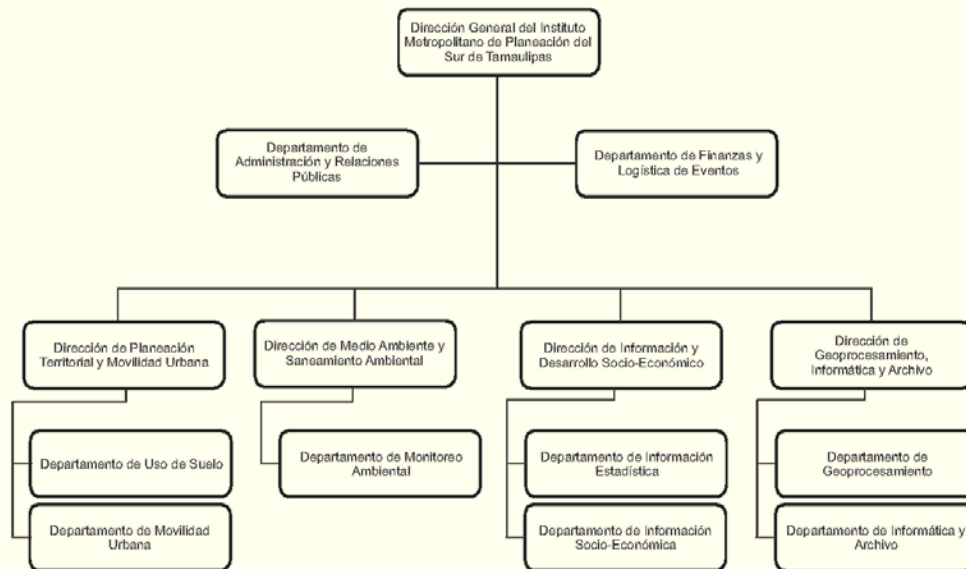 Dirección General del Instituto
Metropolitano de Planeación del
Sur de Tamaulipas
Departamento de
Administración y Relaciones
Públicas
Departamento de Finanzas y
Logística de Eventos
Dirección de Planeación
Territorial y Movilidad Urbana
Dirección de Medio Ambiente y
Saneamiento Ambiental
Dirección de Información y
Desarrollo Socio-Económico
Dirección de
Geoprocesamiento,
Informática y Archivo
Departamento de Uso de Suelo
Departamento de Monitoreo
Ambiental
Departamento de Información
Estadística
Departamento de
Geoprocesamiento
Departamento de Movilidad
Urbana
Departamento de Información
Socio-Económica
Departamento de Informática y
Archivo